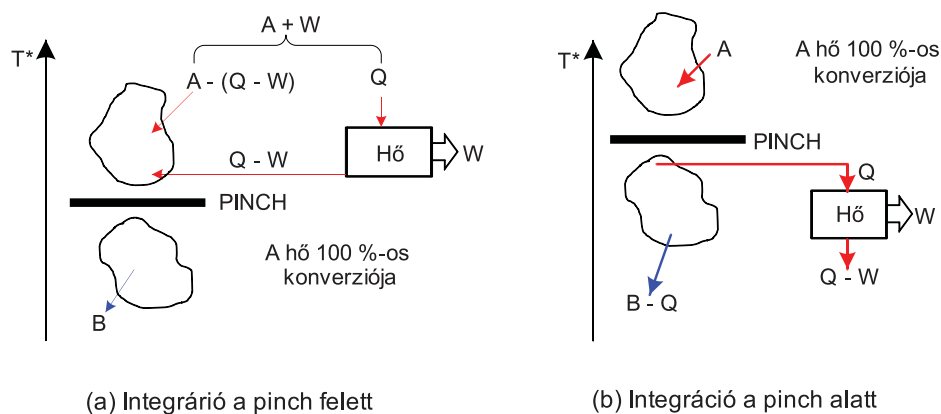 A + W
T*
A - (Q - W)
Q
Q - W
Hő
W
PINCH
A hő 100 %-os
konverziója
B
(a) Integrárió a pinch felett
T*
A
A hő 100 %-os
konverziója
PINCH
Q
Hő
W
B - Q
Q - W
(b) Integráció a pinch alatt